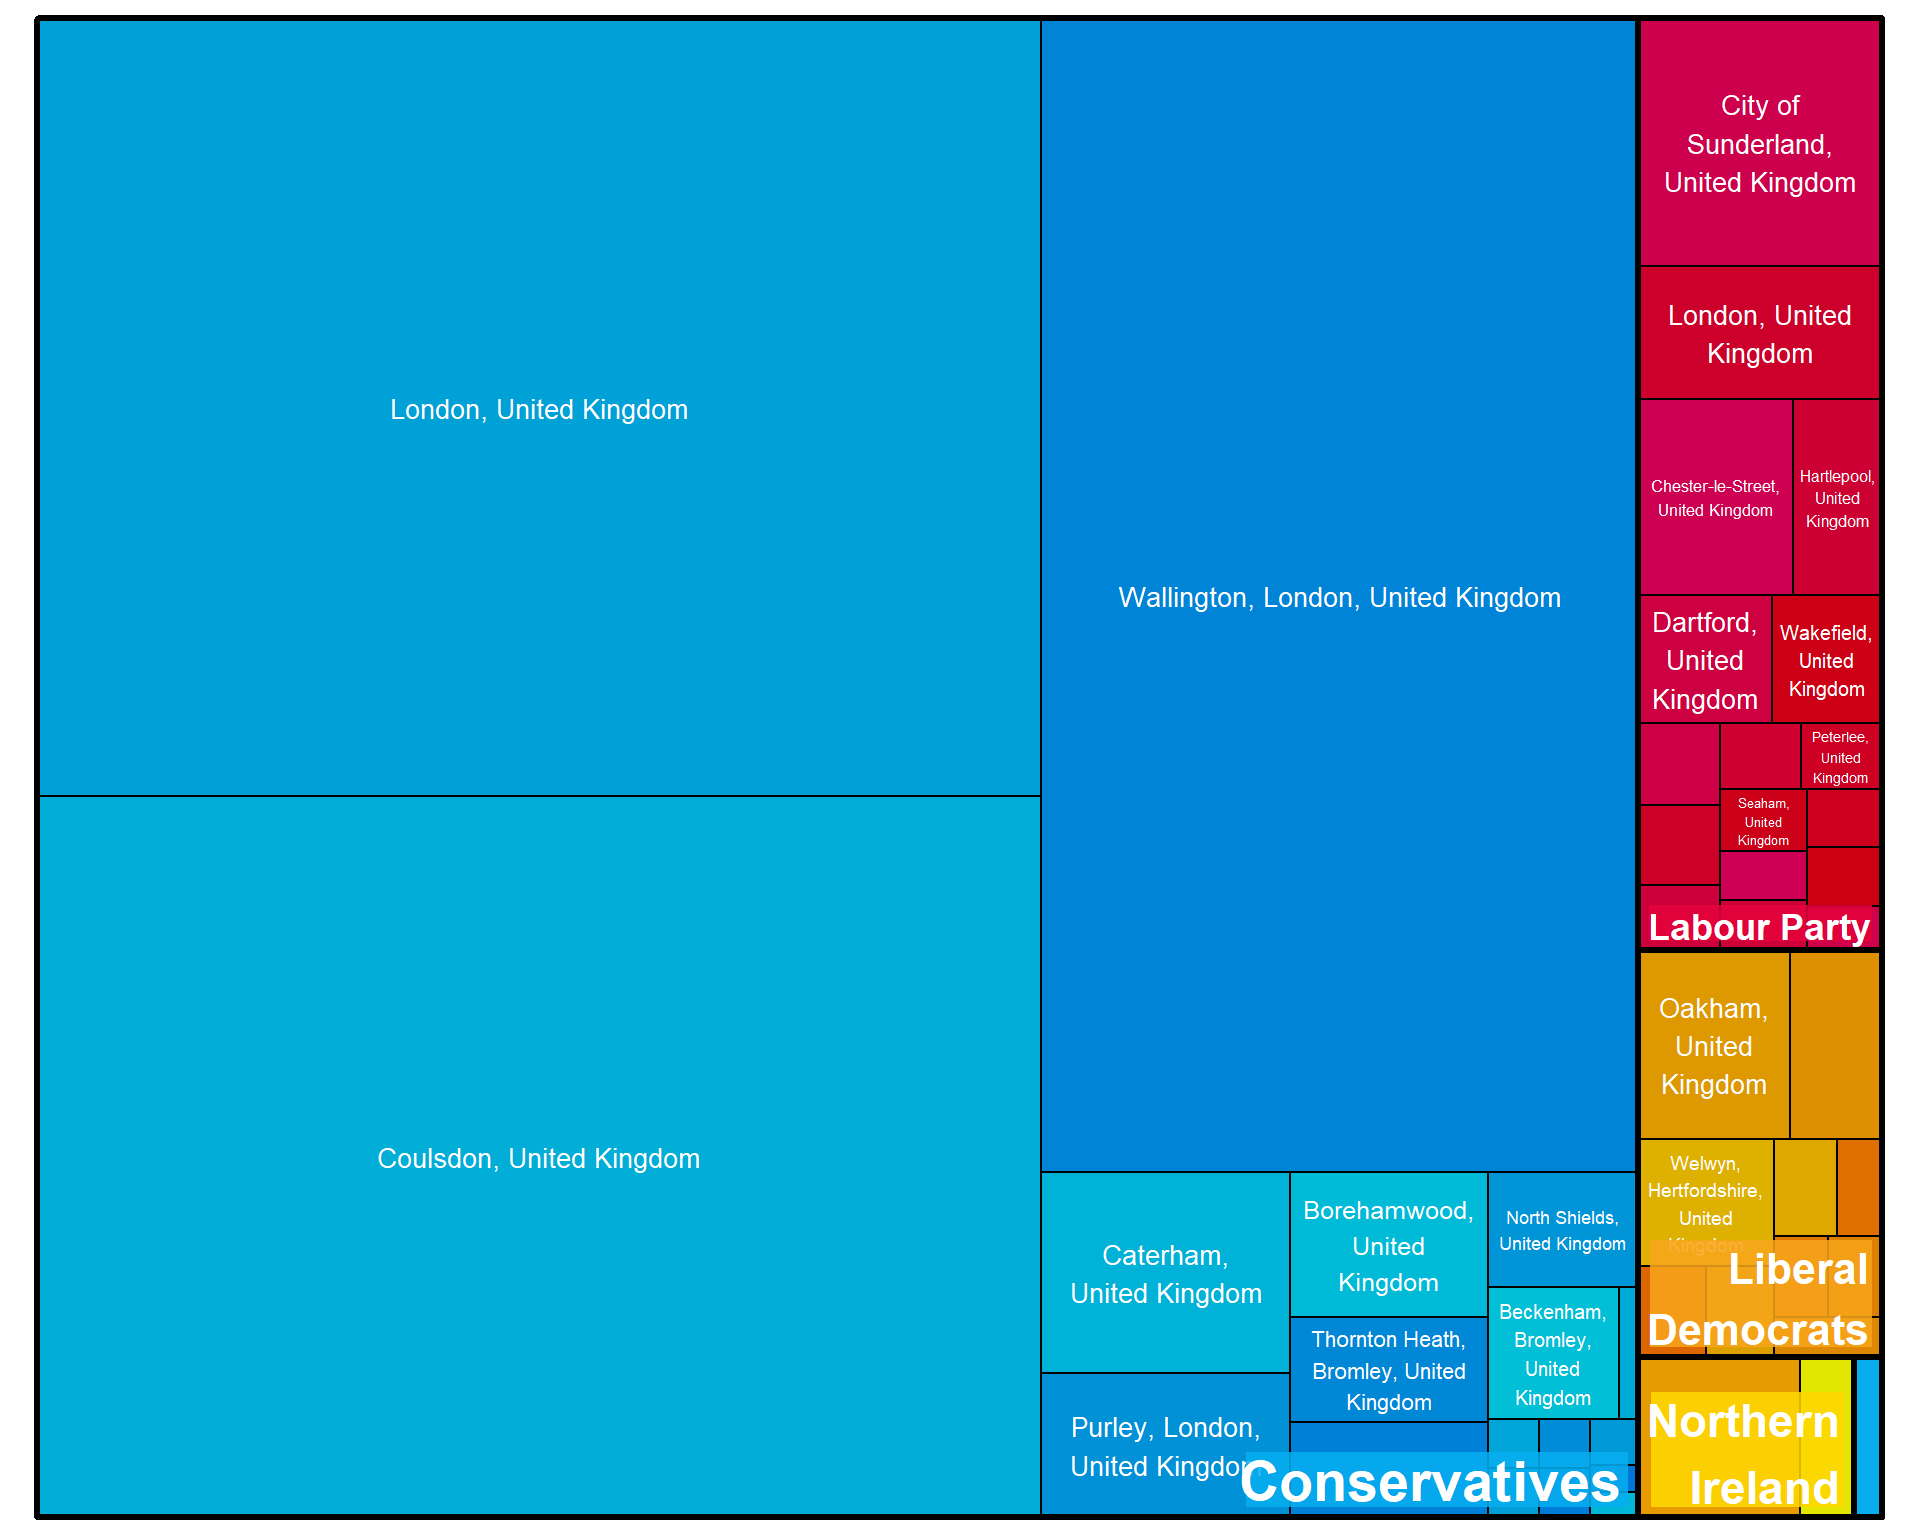 London, United Kingdom
Coulsdon, United Kingdom
Wallington, London, United Kingdom
Caterham,
United Kingdom
Purley, London,
United Kingdom
Borehamwood,
United
Kingdom
Thornton Heath,
Bromley, United
Kingdom
North Shields,
United Kingdom
Beckenham,
Bromley,
United
Kingdom
Conservatives
City of
Sunderland,
United Kingdom
London, United
Kingdom
Chester-le-Street,
United Kingdom
Hartlepool,
United
Kingdom
Dartford,
United
Kingdom
Wakefield,
United
Kingdom
Peterlee,
United
Kingdom
Seaham,
United
Kingdom
Labour Party
Oakham,
United
Kingdom
Welwyn,
Hertfordshire,
United
Kingdom
Liberal
Democrats
Northern
Ireland